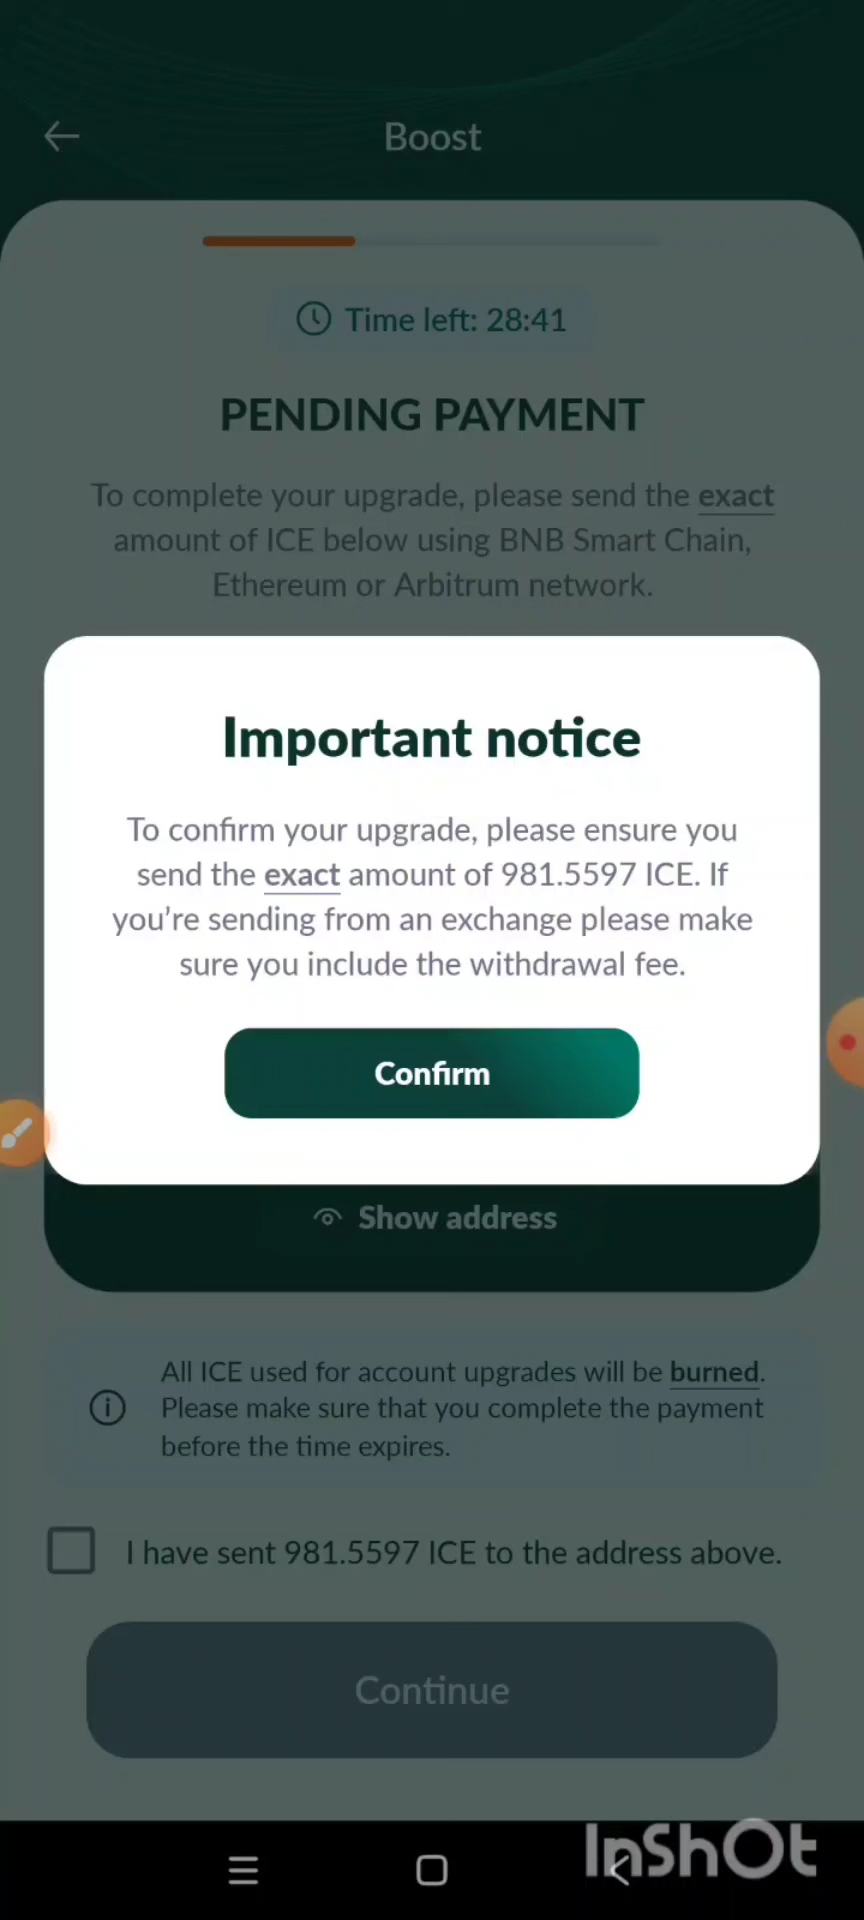 Boost
Time left: 28:41
PENDING PAYMENT
To complete your upgrade, please send the exact
amount of ICE below using BNB Smart Chain,
Ethereum or Arbitrum network.
Important notice
To confirm your upgrade, please ensure you
send the exact amount of 981.5597 ICE. If
you're sending from an exchange please make
sure you include the withdrawal fee.
Confirm
Show address
All ICE used for account upgrades will be burned.
Please make sure that you complete the payment
before the time expires.
I have sent 981.5597 ICE to the address above.
Continue
InShOt